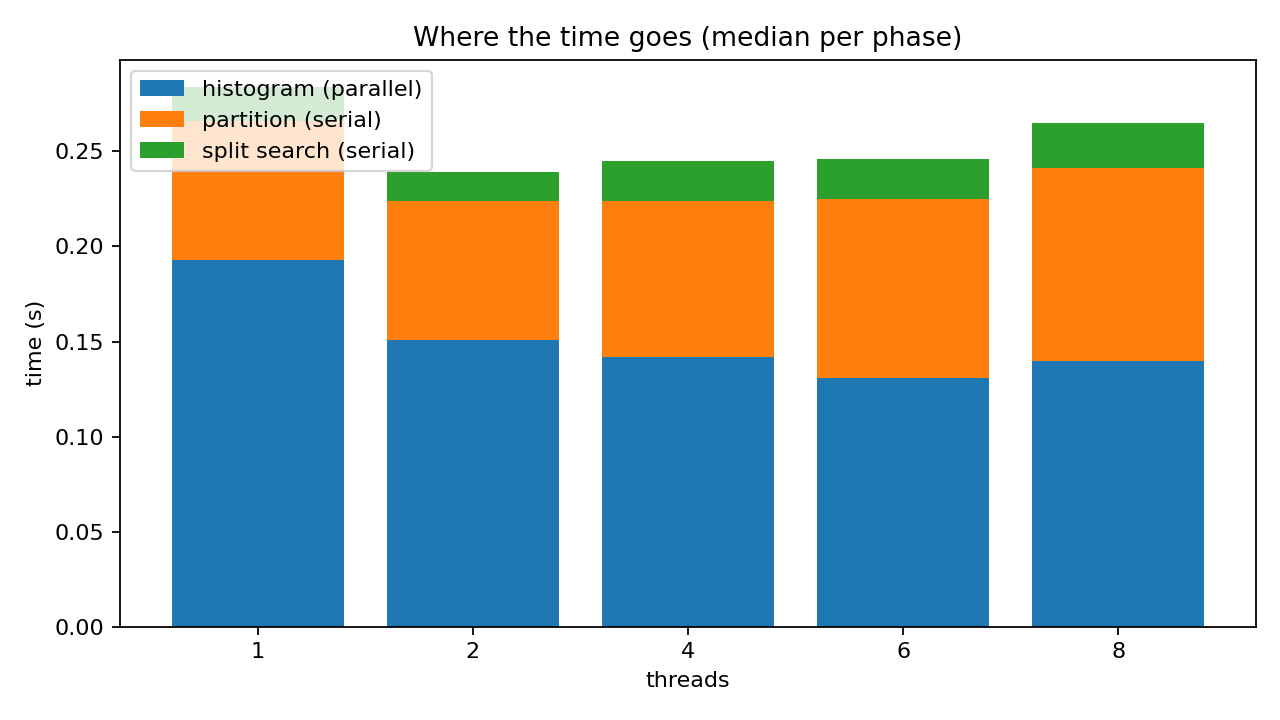 Where the time goes (median per phase)
histogram (parallel)
partition (serial)
split search (serial)
time (s)
0.25
0.20
0.15
0.10
0.05
0.00
1 2 4 6 8
threads